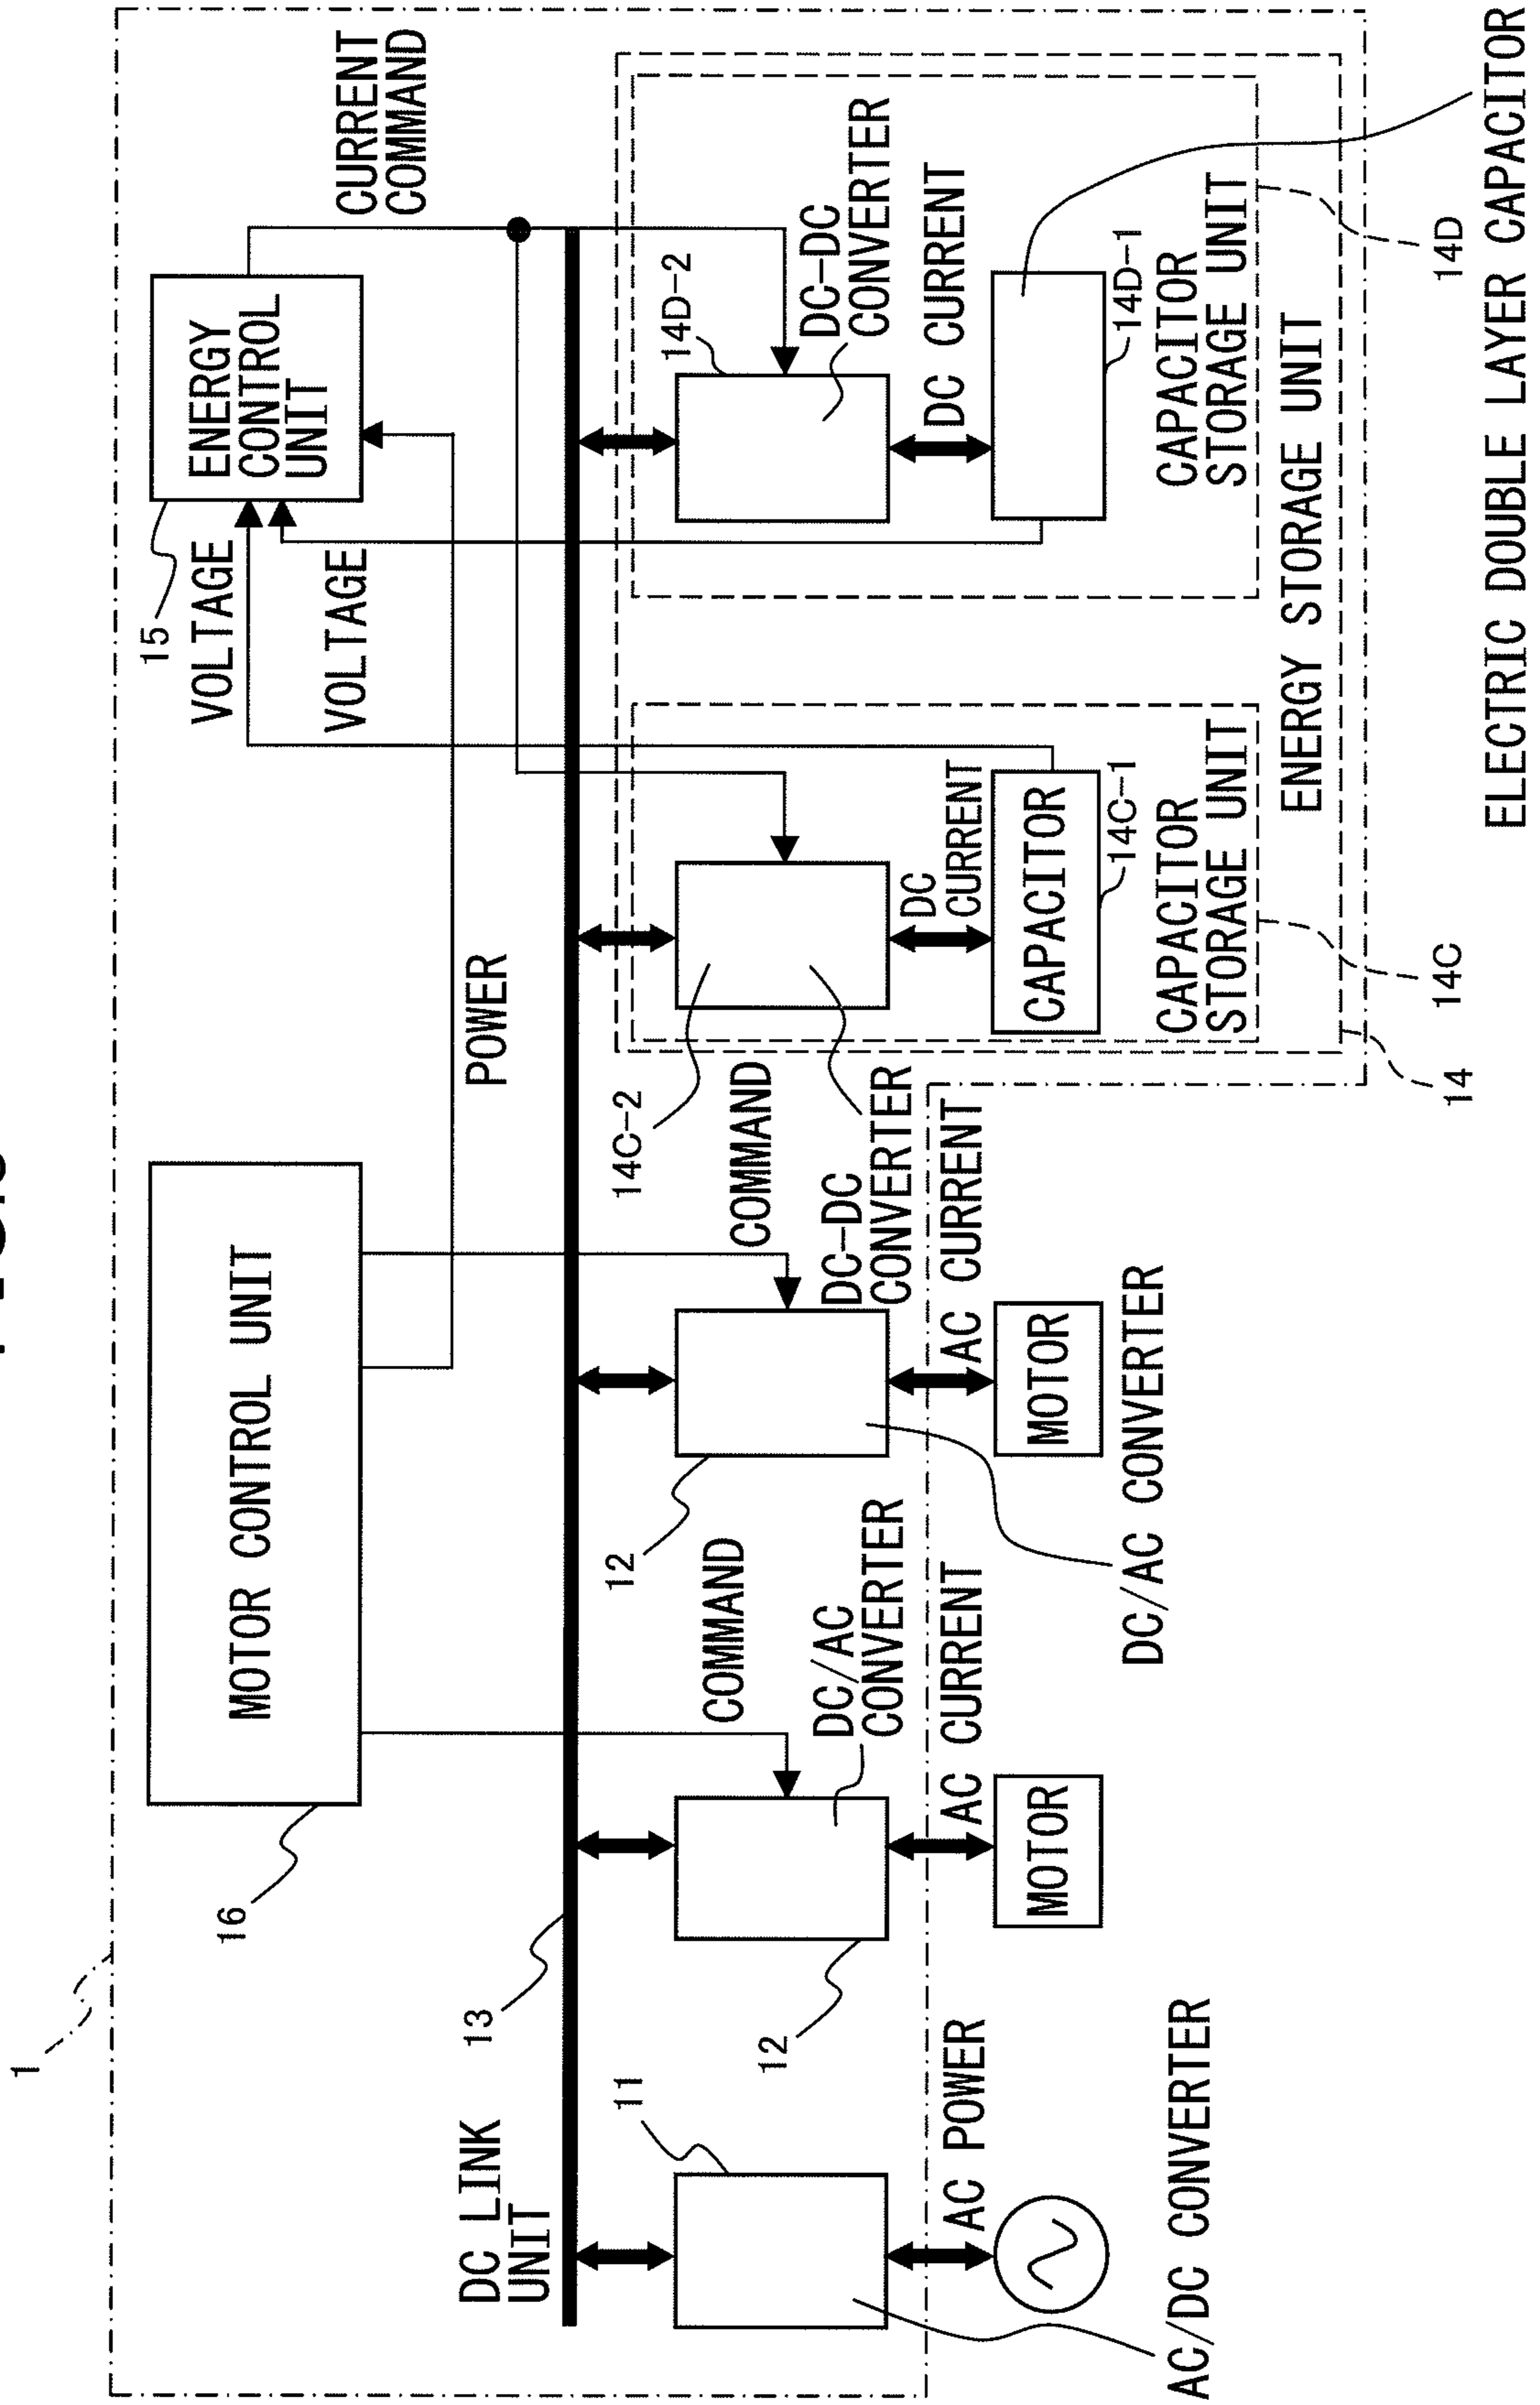 1
16
MOTOR CONTROL UNIT
15
ENERGY
CONTROL
UNIT
VOLTAGE
VOLTAGE
CURRENT
COMMAND
POWER
DC LINK
UNIT
13
11
12
COMMAND
DC/AC
CONVERTER
12
COMMAND
DC-DC
CONVERTER
14C-2
14D-2
DC-DC
CONVERTER
AC POWER
AC CURRENT
AC CURRENT
DC
CURRENT
DC CURRENT
MOTOR
MOTOR
CAPACITOR
14C-1
14D-1
AC/DC CONVERTER
DC/AC CONVERTER
CAPACITOR
STORAGE UNIT
CAPACITOR
STORAGE UNIT
ENERGY STORAGE UNIT
14
14C
14D
ELECTRIC DOUBLE LAYER CAPACITOR